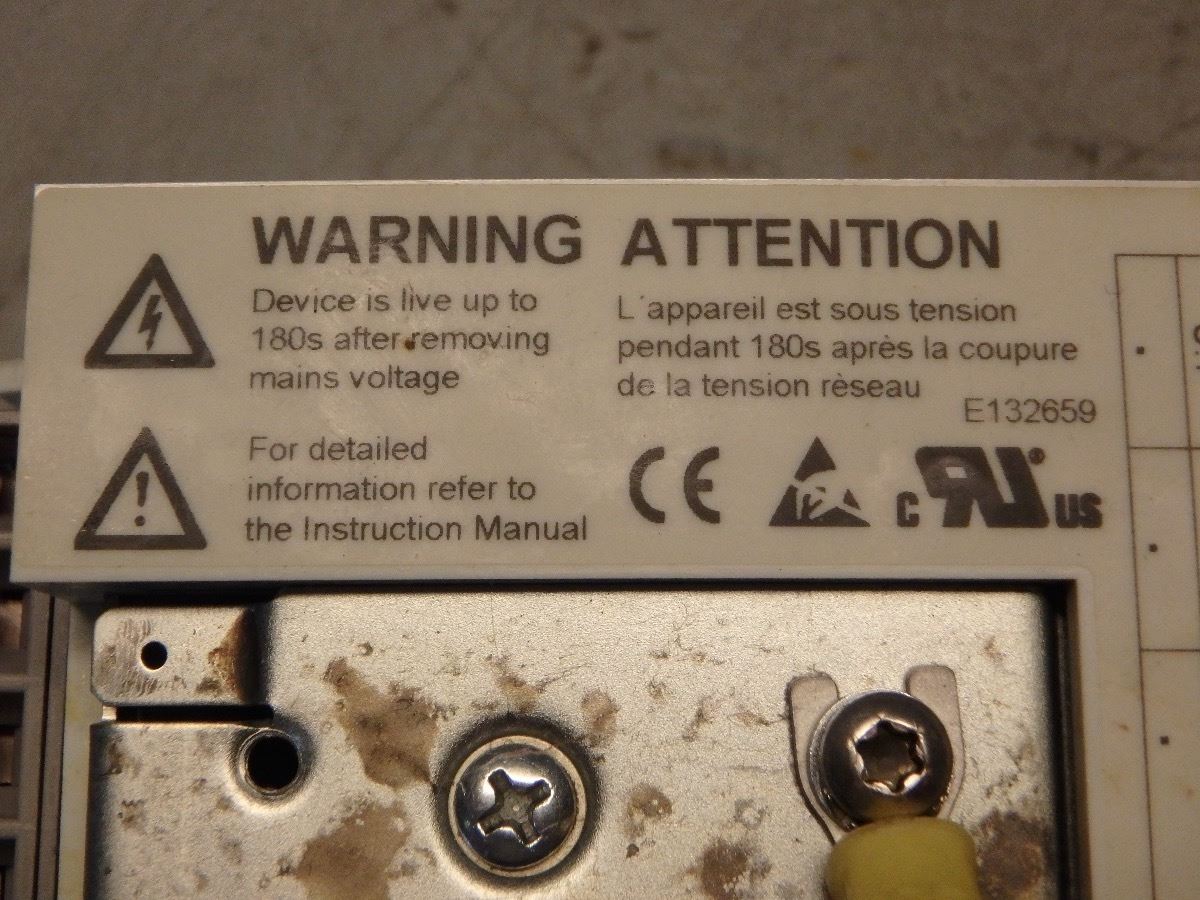 WARNING
Device is live up to
180s after removing
mains voltage
For detailed
information refer to
the Instruction Manual
ATTENTION
L´appareil est sous tension
pendant 180s après la coupure
de la tension rèseau
E132659
CE
C UR® US